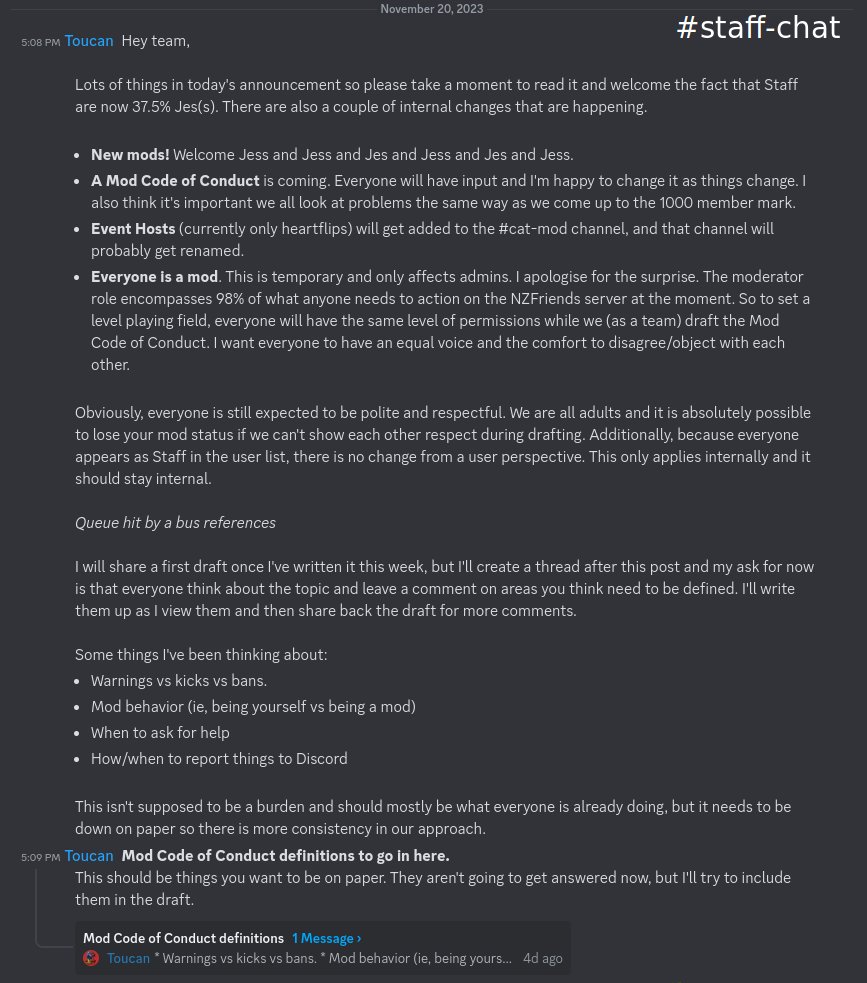 November 20, 2023
#staff-chat
5:08 PM Toucan Hey team,
Lots of things in today's announcement so please take a moment to read it and welcome the fact that Staff
are now 37.5% Jes(s). There are also a couple of internal changes that are happening.
• New mods! Welcome Jess and Jess and Jes and Jess and Jes and Jess.
• A Mod Code of Conduct is coming. Everyone will have input and I'm happy to change it as things change. I
also think it's important we all look at problems the same way as we come up to the 1000 member mark.
• Event Hosts (currently only heartflips) will get added to the #cat-mod channel, and that channel will
probably get renamed.
• Everyone is a mod. This is temporary and only affects admins. I apologise for the surprise. The moderator
role encompasses 98% of what anyone needs to action on the NZFriends server at the moment. So to set a
level playing field, everyone will have the same level of permissions while we (as a team) draft the Mod
Code of Conduct. I want everyone to have an equal voice and the comfort to disagree/object with each
other.
Obviously, everyone is still expected to be polite and respectful. We are all adults and it is absolutely possible
to lose your mod status if we can't show each other respect during drafting. Additionally, because everyone
appears as Staff in the user list, there is no change from a user perspective. This only applies internally and it
should stay internal.
Queue hit by a bus references
I will share a first draft once I've written it this week, but I'll create a thread after this post and my ask for now
is that everyone think about the topic and leave a comment on areas you think need to be defined. I'll write
them up as I view them and then share back the draft for more comments.
Some things I've been thinking about:
• Warnings vs kicks vs bans.
• Mod behavior (ie, being yourself vs being a mod)
• When to ask for help
• How/when to report things to Discord
This isn't supposed to be a burden and should mostly be what everyone is already doing, but it needs to be
down on paper so there is more consistency in our approach.
5:09 PM Toucan Mod Code of Conduct definitions to go in here.
This should be things you want to be on paper. They aren't going to get answered now, but I'll try to include
them in the draft.
Mod Code of Conduct definitions 1 Message ›
Toucan * Warnings vs kicks vs bans. * Mod behavior (ie, being yours... 4d ago